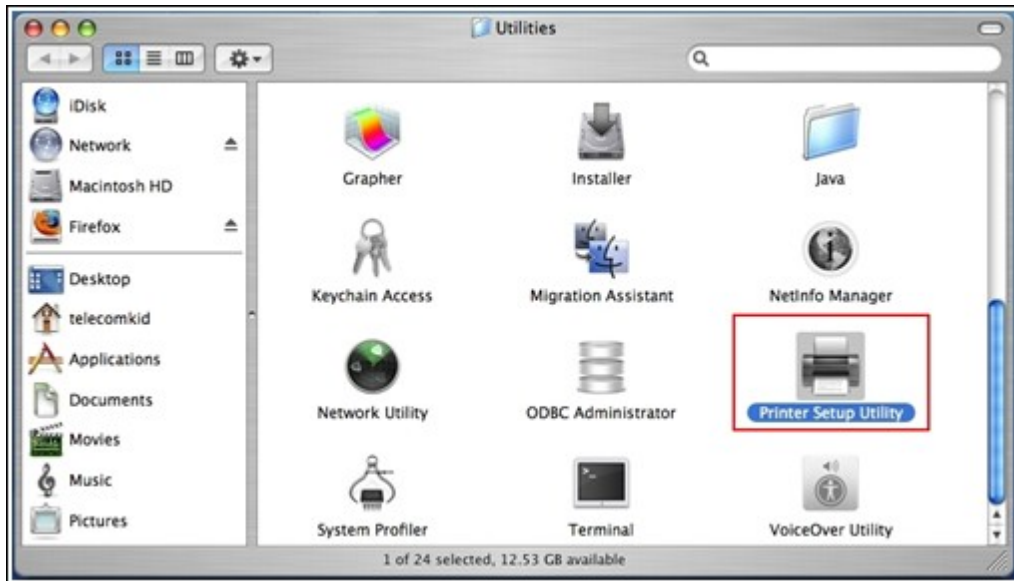 Utilities
iDisk
Network
Macintosh HD
Firefox
Desktop
telecomkid
Applications
Documents
Movies
Music
Pictures
Grapher
Installer
Java
Keychain Access
Migration Assistant
NetInfo Manager
Network Utility
ODBC Administrator
Printer Setup Utility
System Profiler
Terminal
VoiceOver Utility
1 of 24 selected, 12.53 GB available